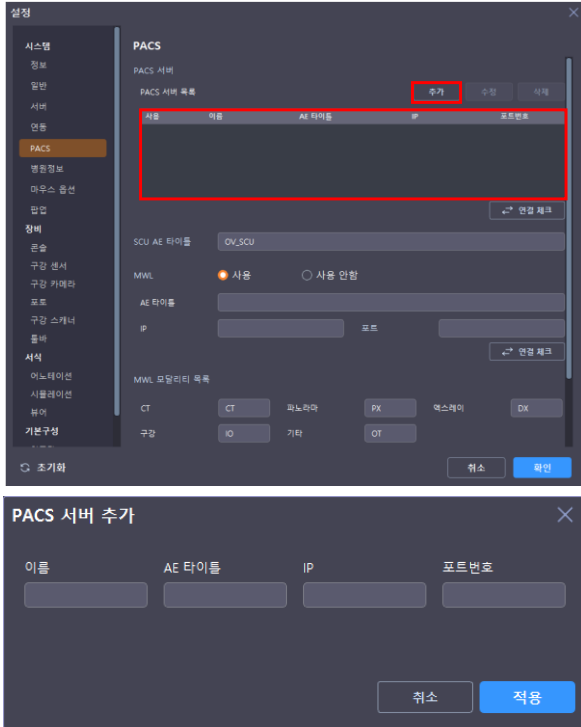 설정
시스템
정보
일반
서버
연동
PACS
병원정보
마우스 옵션
팝업
장비
콘솔
구강 센서
구강 카메라
포토
구강 스캐너
툴바
서식
어노테이션
시뮬레이션
뷰어
기본구성
초기화
PACS
PACS 서버
PACS 서버 목록
추가 수정 삭제
사용 이름 AE 타이틀 IP 포트번호
연결 체크
SCU AE 타이틀 OV_SCU
MWL 사용 사용 안함
AE 타이틀
IP 포트
연결 체크
MWL 모달리티 목록
CT CT 파노라마 PX 엑스레이 DX
구강 IO 기타 OT
취소 확인
PACS 서버 추가
이름 AE 타이틀 IP 포트번호
취소 적용